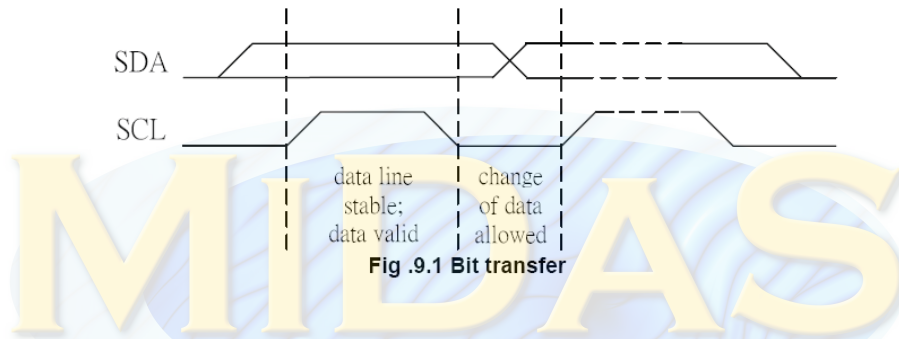 SDA
SCL
data line change
stable; of data
data valid allowed
Fig .9.1 Bit transfer
MIDAS